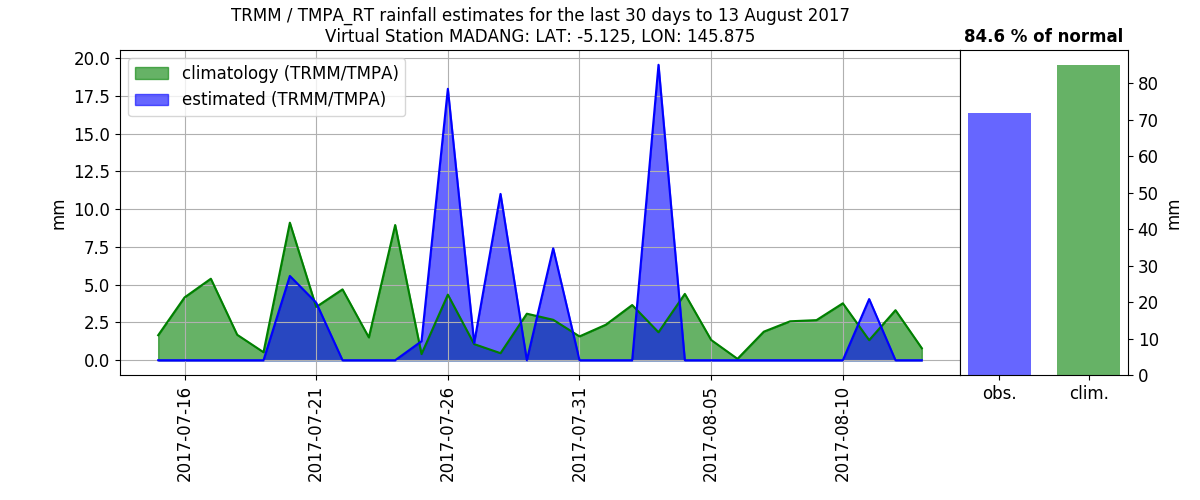 TRMM / TMPA_RT rainfall estimates for the last 30 days to 13 August 2017
Virtual Station MADANG: LAT: -5.125, LON: 145.875
84.6 % of normal
climatology (TRMM/TMPA)
estimated (TRMM/TMPA)
mm
20.0
17.5
15.0
12.5
10.0
7.5
5.0
2.5
0.0
2017-07-16
2017-07-21
2017-07-26
2017-07-31
2017-08-05
2017-08-10
80
70
60
50
40
30
20
10
0
mm
obs.
clim.